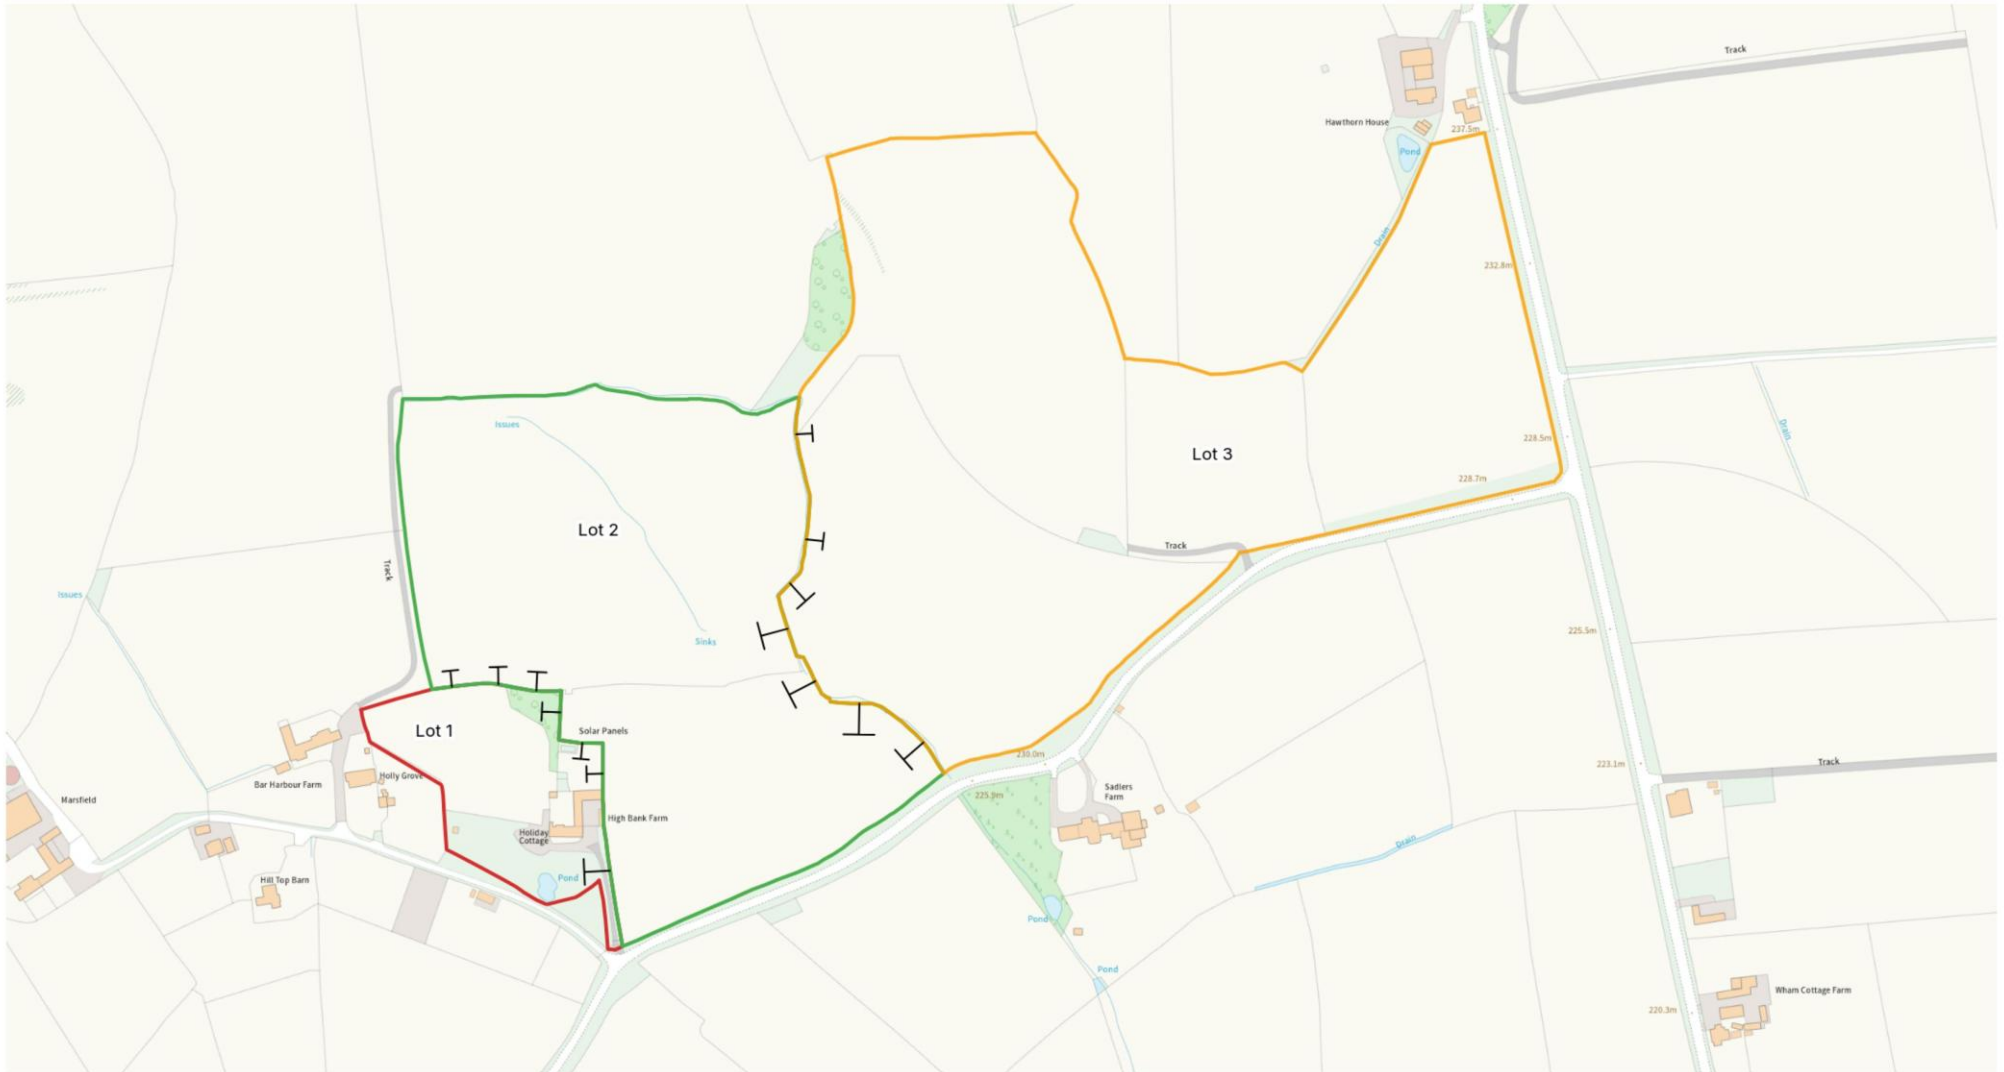 Track
Hawthorn House
237.5m
Pond
Drain
232.8m
Issues
228.5m
Drain
Lot 3
228.7m
Lot 2
Track
Track
Issues
225.5m
Sinks
Lot 1
Solar Panels
230.0m
223.1m
Track
Holly Grove
Bar Harbour Farm
Marsfield
225.9m
Sadlers
Farm
High Bank Farm
Holiday
Cottage
Drain
Hill Top Barn
Pond
Pond
Pond
Wham Cottage Farm
220.3m